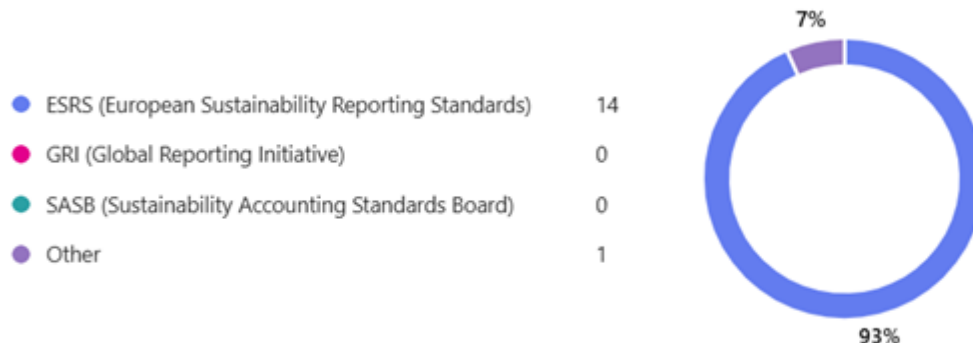 7%
ESRS (European Sustainability Reporting Standards) 14
GRI (Global Reporting Initiative) 0
SASB (Sustainability Accounting Standards Board) 0
Other 1
93%